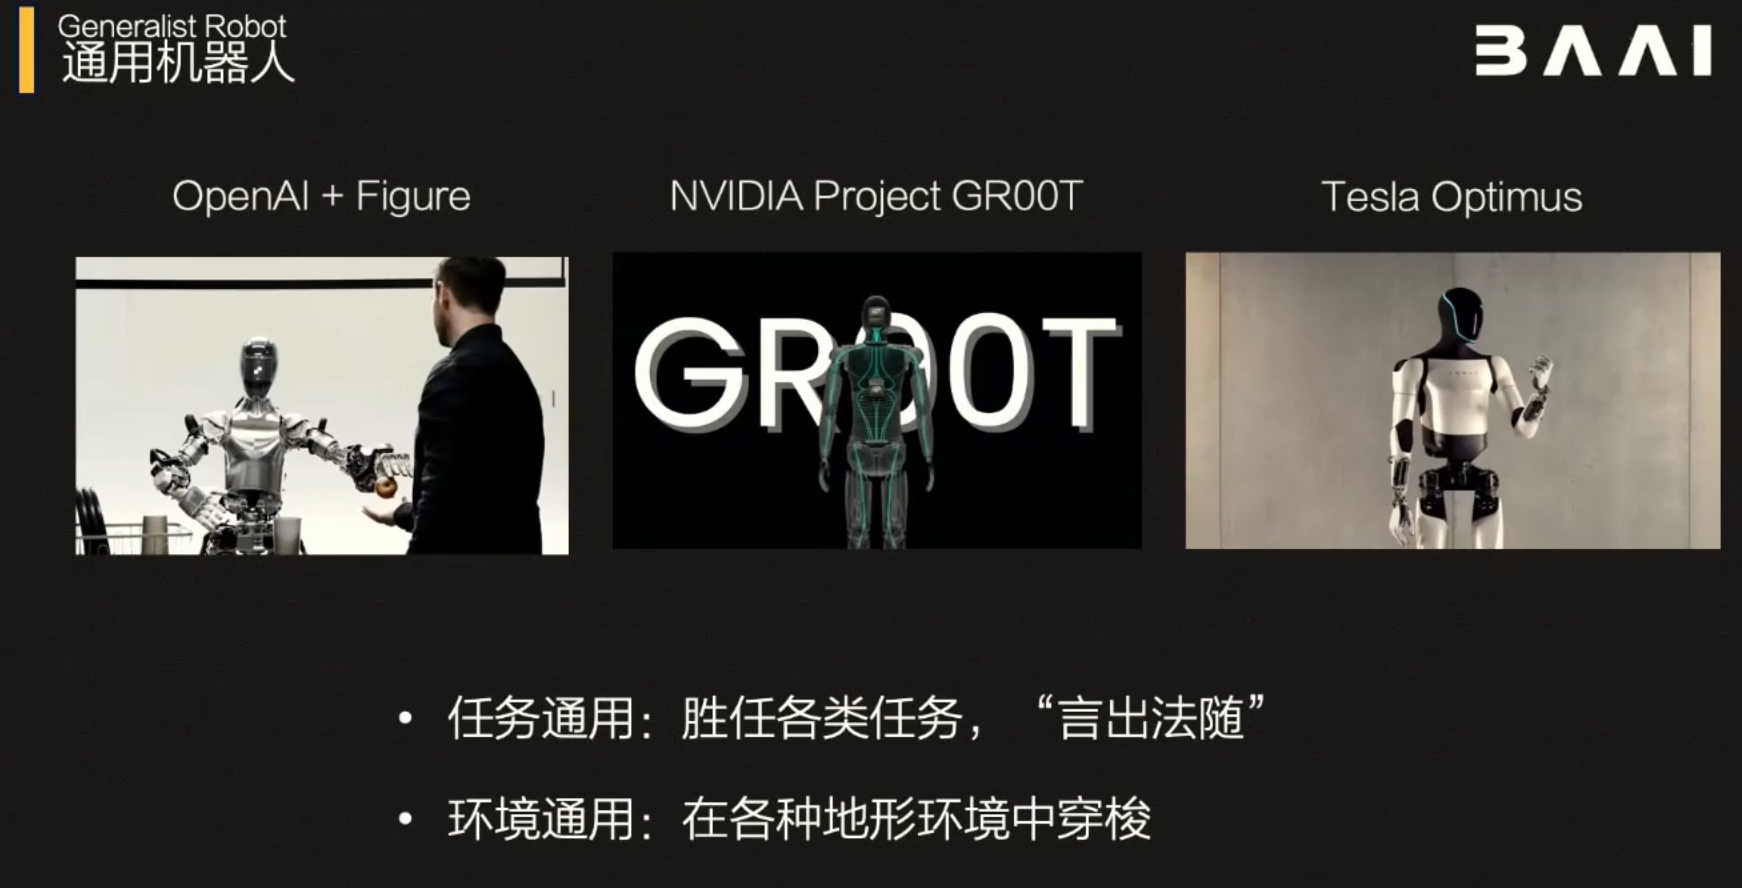 Generalist Robot
通用机器人
BAAI
OpenAI + Figure
NVIDIA Project GR00T
Tesla Optimus
GR00T
• 任务通用：胜任各类任务，“言出法随”
• 环境通用：在各种地形环境中穿梭